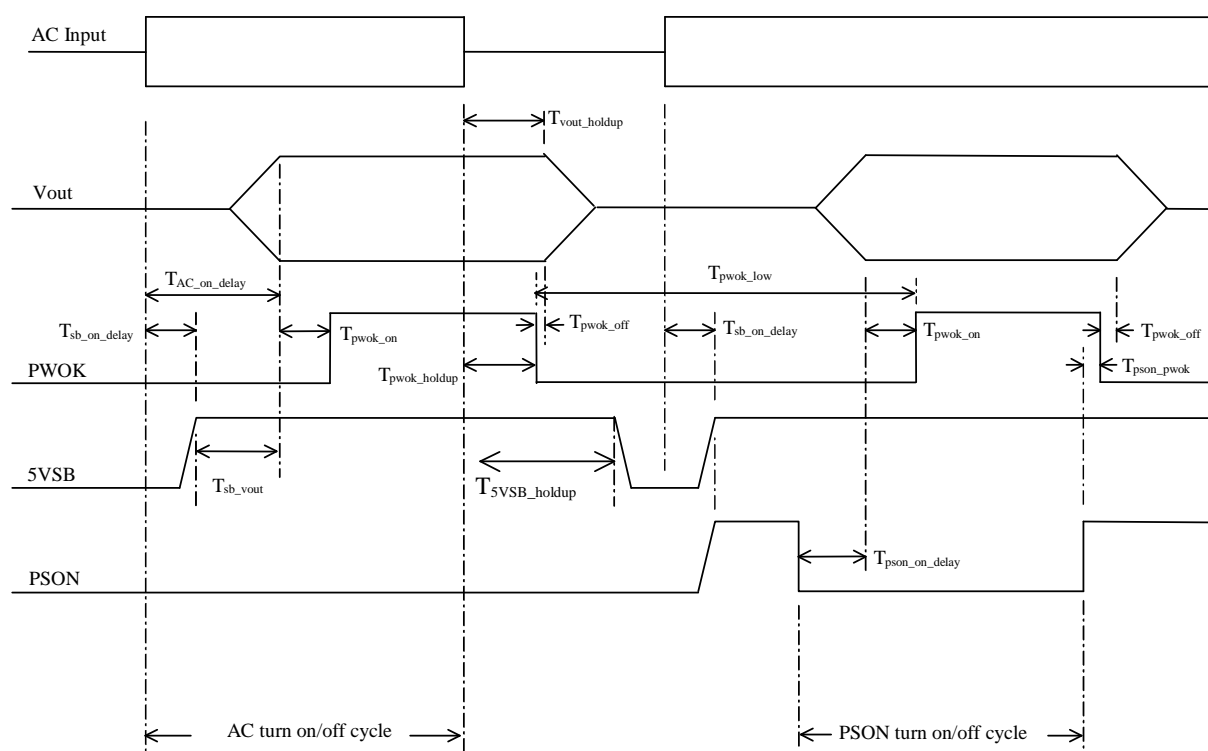 AC Input
Tvout_holdup
Vout
TAC_on_delay
Tpwok_low
Tsb_on_delay
Tpwok_on
Tpwok_off
Tsb_on_delay
Tpwok_on
Tpwok_off
PWOK
Tpwok_holdup
Tpson_pwok
5VSB
Tsb_vout
T5VSB_holdup
PSON
Tpson_on_delay
AC turn on/off cycle
PSON turn on/off cycle